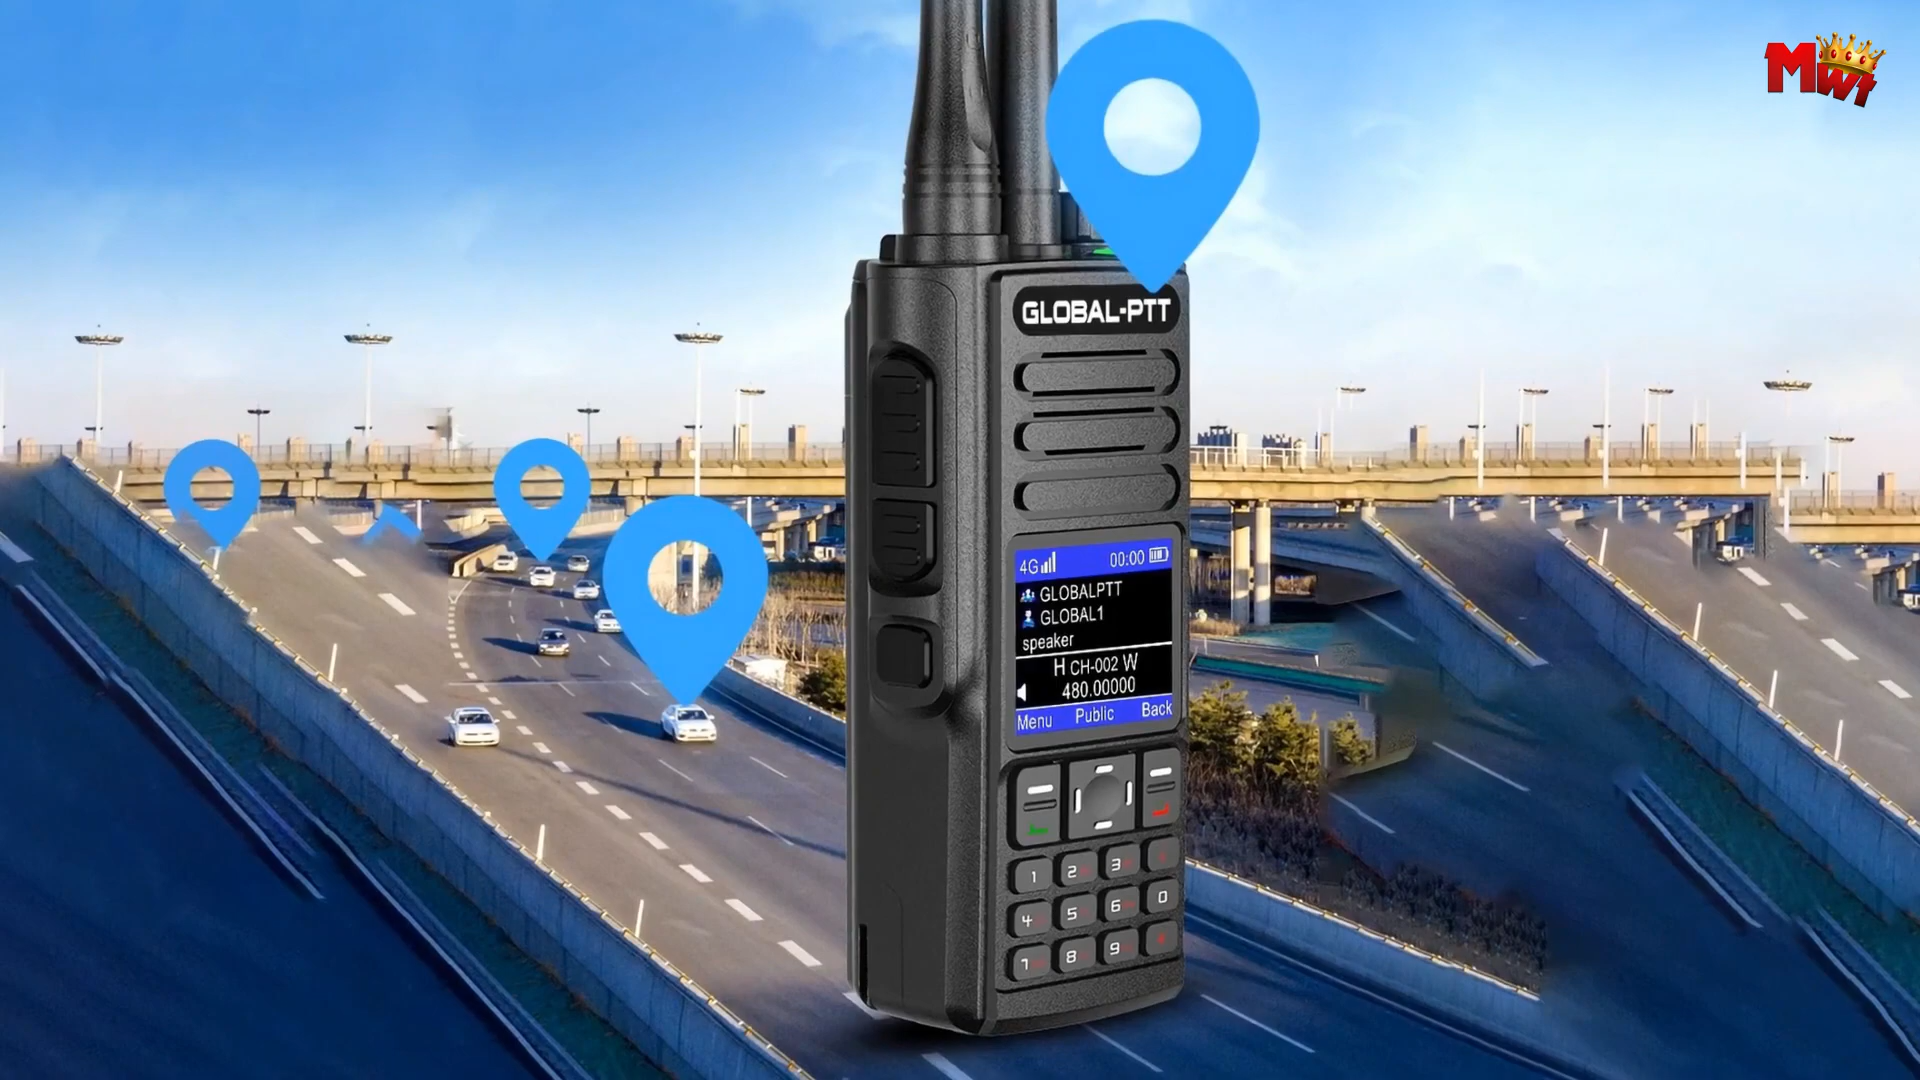 Mwt
GLOBAL-PTT
4G 00:00
GLOBALPTT
GLOBAL1
speaker
H CH-002 W
480.00000
Menu Public Back
1 2 3
4 5 6 0
7 8 9